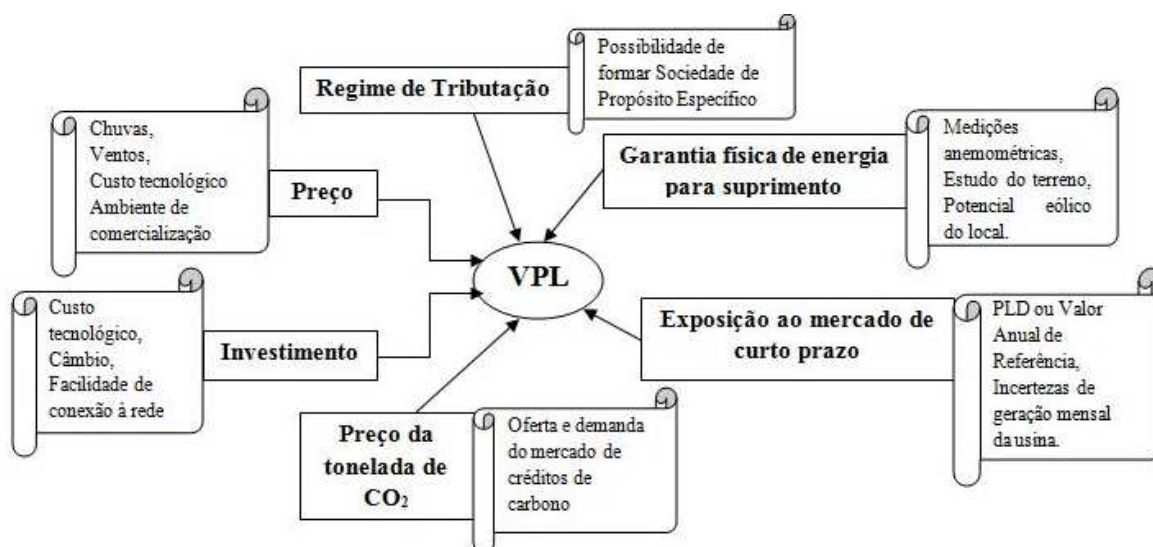 Regime de Tributação
Possibilidade de
formar Sociedade de
Propósito Específico
Chuvas,
Ventos,
Custo tecnológico
Ambiente de
comercialização
Preço
Garantia física de energia
para suprimento
Medições
anemométricas,
Estudo do terreno,
Potencial eólico
do local.
VPL
Custo
tecnológico,
Câmbio,
Facilidade de
conexão à rede
Investimento
Exposição ao mercado de
curto prazo
PLD ou Valor
Anual de
Referência,
Incertezas de
geração mensal
da usina.
Preço da
tonelada de
CO₂
Oferta e demanda
do mercado de
créditos de
carbono